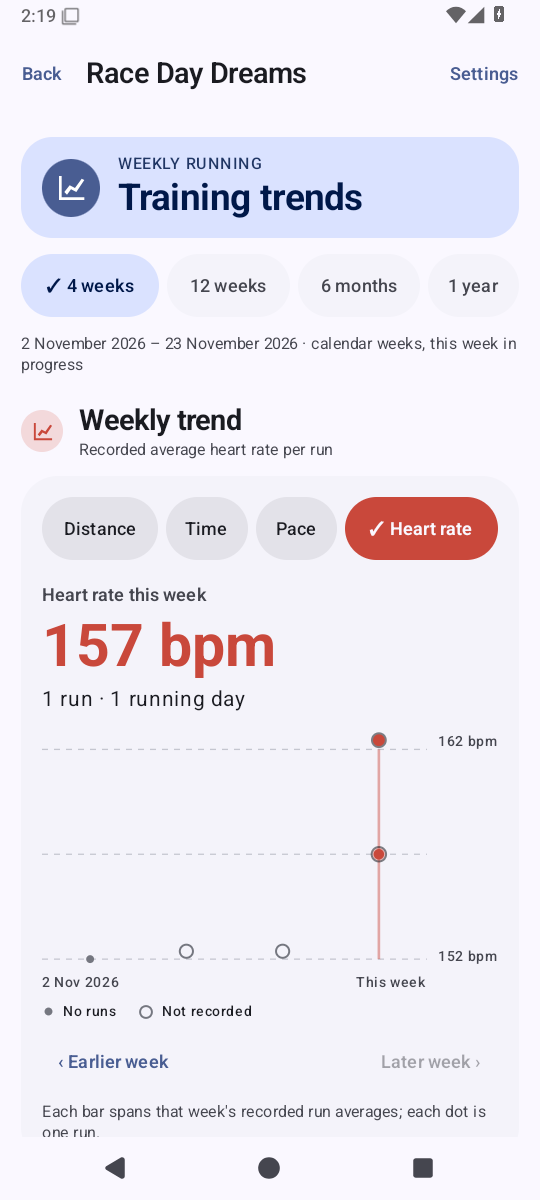 2:19
Back
Race Day Dreams
Settings
WEEKLY RUNNING
Training trends
✓ 4 weeks
12 weeks
6 months
1 year
2 November 2026 – 23 November 2026 · calendar weeks, this week in
progress
Weekly trend
Recorded average heart rate per run
Distance
Time
Pace
✓ Heart rate
Heart rate this week
157 bpm
1 run · 1 running day
162 bpm
152 bpm
2 Nov 2026
This week
No runs
Not recorded
‹ Earlier week
Later week ›
Each bar spans that week's recorded run averages; each dot is
one run.